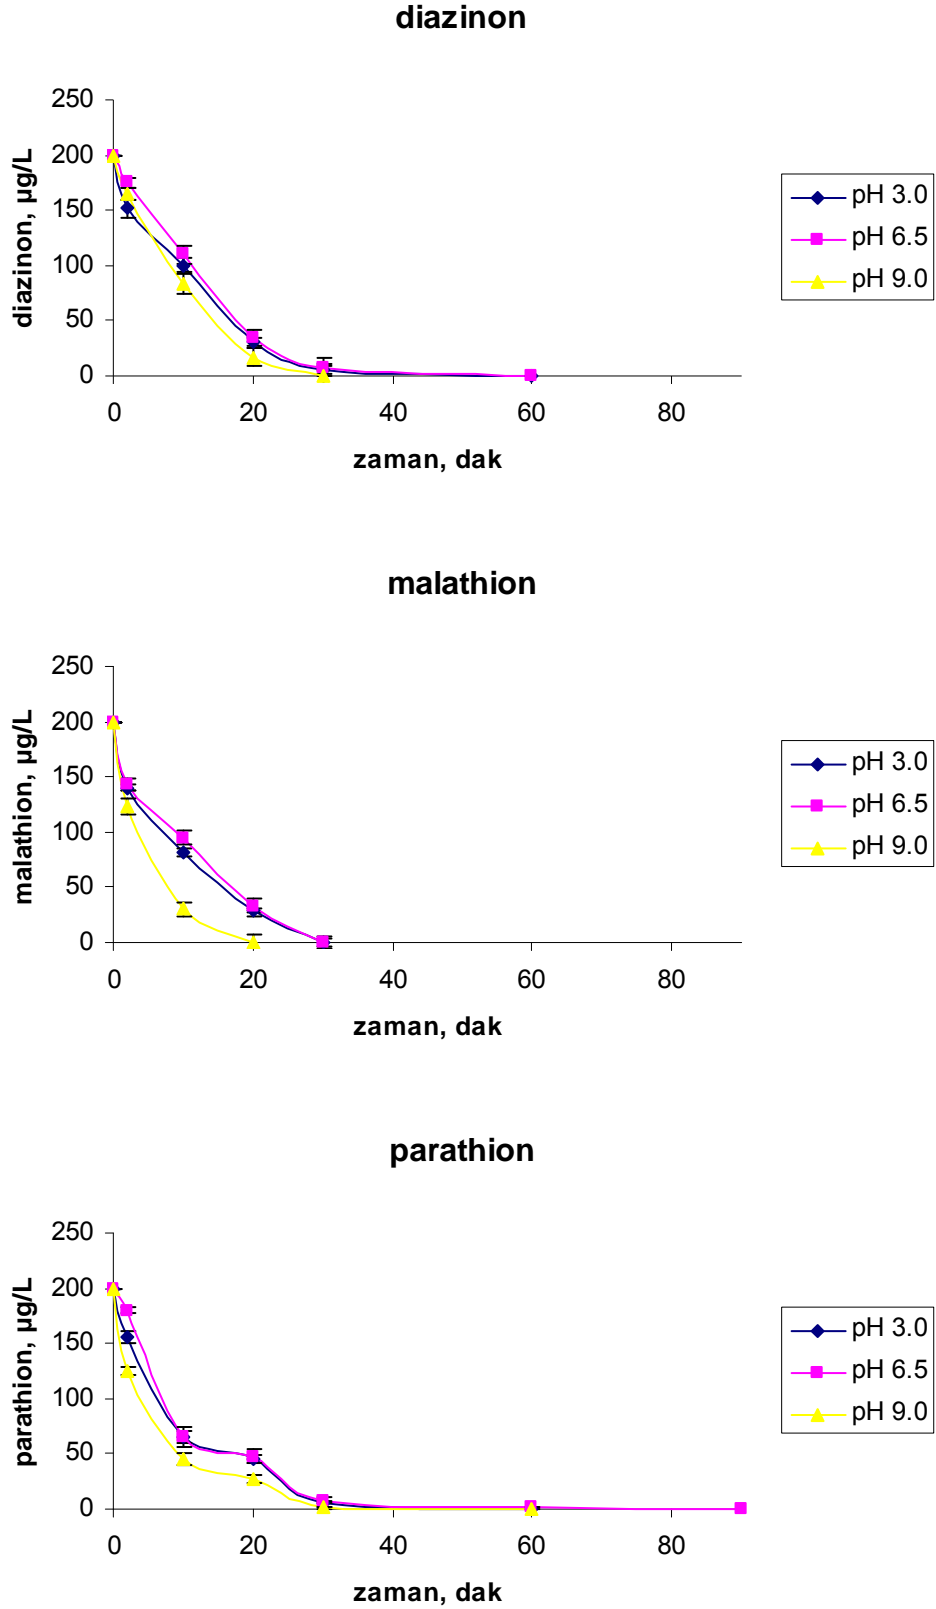 diazinon
250
200
150
100
50
0
diazinon, µg/L
0 20 40 60 80
zaman, dak
pH 3.0
pH 6.5
pH 9.0
malathion
250
200
150
100
50
0
malathion, µg/L
0 20 40 60 80
zaman, dak
pH 3.0
pH 6.5
pH 9.0
parathion
250
200
150
100
50
0
parathion, µg/L
0 20 40 60 80
zaman, dak
pH 3.0
pH 6.5
pH 9.0